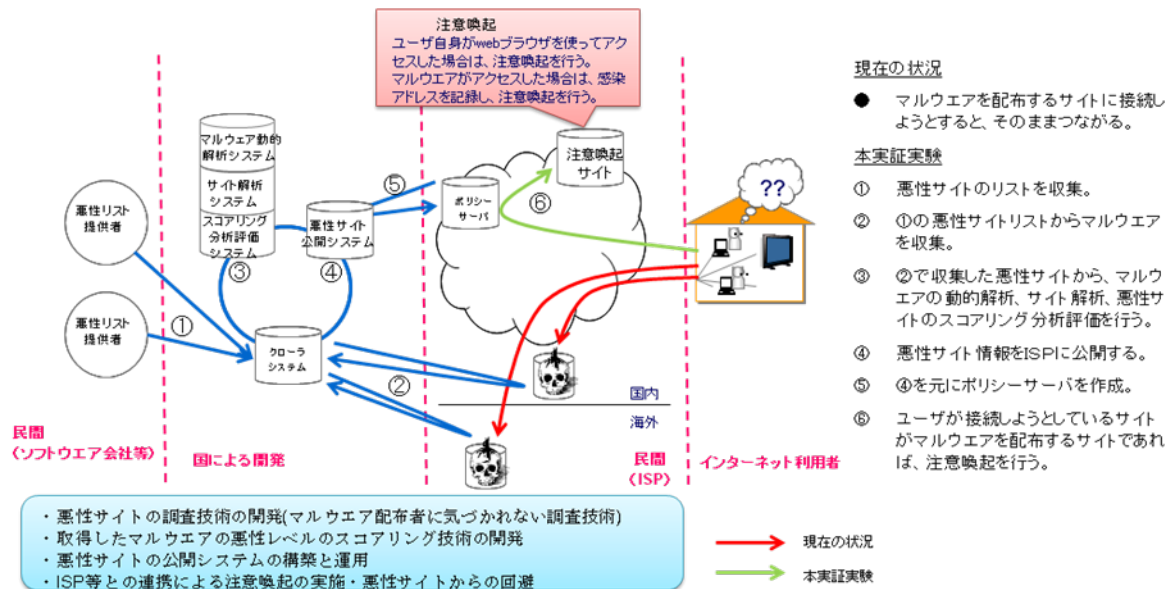 注意喚起
ユーザ自身がwebブラウザを使ってアク
セスした場合は、注意喚起を行う。
マルウエアがアクセスした場合は、感染
アドレスを記録し、注意喚起を行う。
マルウェア動的
解析システム
サイト解析
システム
スコアリング
分析評価
システム
③
悪性サイト
公開システム
④
⑤
ポリシー
サーバ
⑥
注意喚起
サイト
??
悪性リスト
提供者
悪性リスト
提供者
①
クローラ
システム
②
国内
海外
民間
(ソフトウエア会社等)
国による開発
民間
(ISP)
インターネット利用者
・悪性サイトの調査技術の開発(マルウエア配布者に気づかれない調査技術)
・取得したマルウエアの悪性レベルのスコアリング技術の開発
・悪性サイトの公開システムの構築と運用
・ISP等との連携による注意喚起の実施・悪性サイトからの回避
現在の状況
本実証実験
現在の状況
● マルウエアを配布するサイトに接続し
ようとすると、そのままつながる。
本実証実験
① 悪性サイトのリストを収集。
② ①の悪性サイトリストからマルウエア
を収集。
③ ②で収集した悪性サイトから、マルウ
エアの動的解析、サイト解析、悪性サ
イトのスコアリング分析評価を行う。
④ 悪性サイト情報をISPに公開する。
⑤ ④を元にポリシーサーバを作成。
⑥ ユーザが接続しようとしているサイト
がマルウエアを配布するサイトであれ
ば、注意喚起を行う。